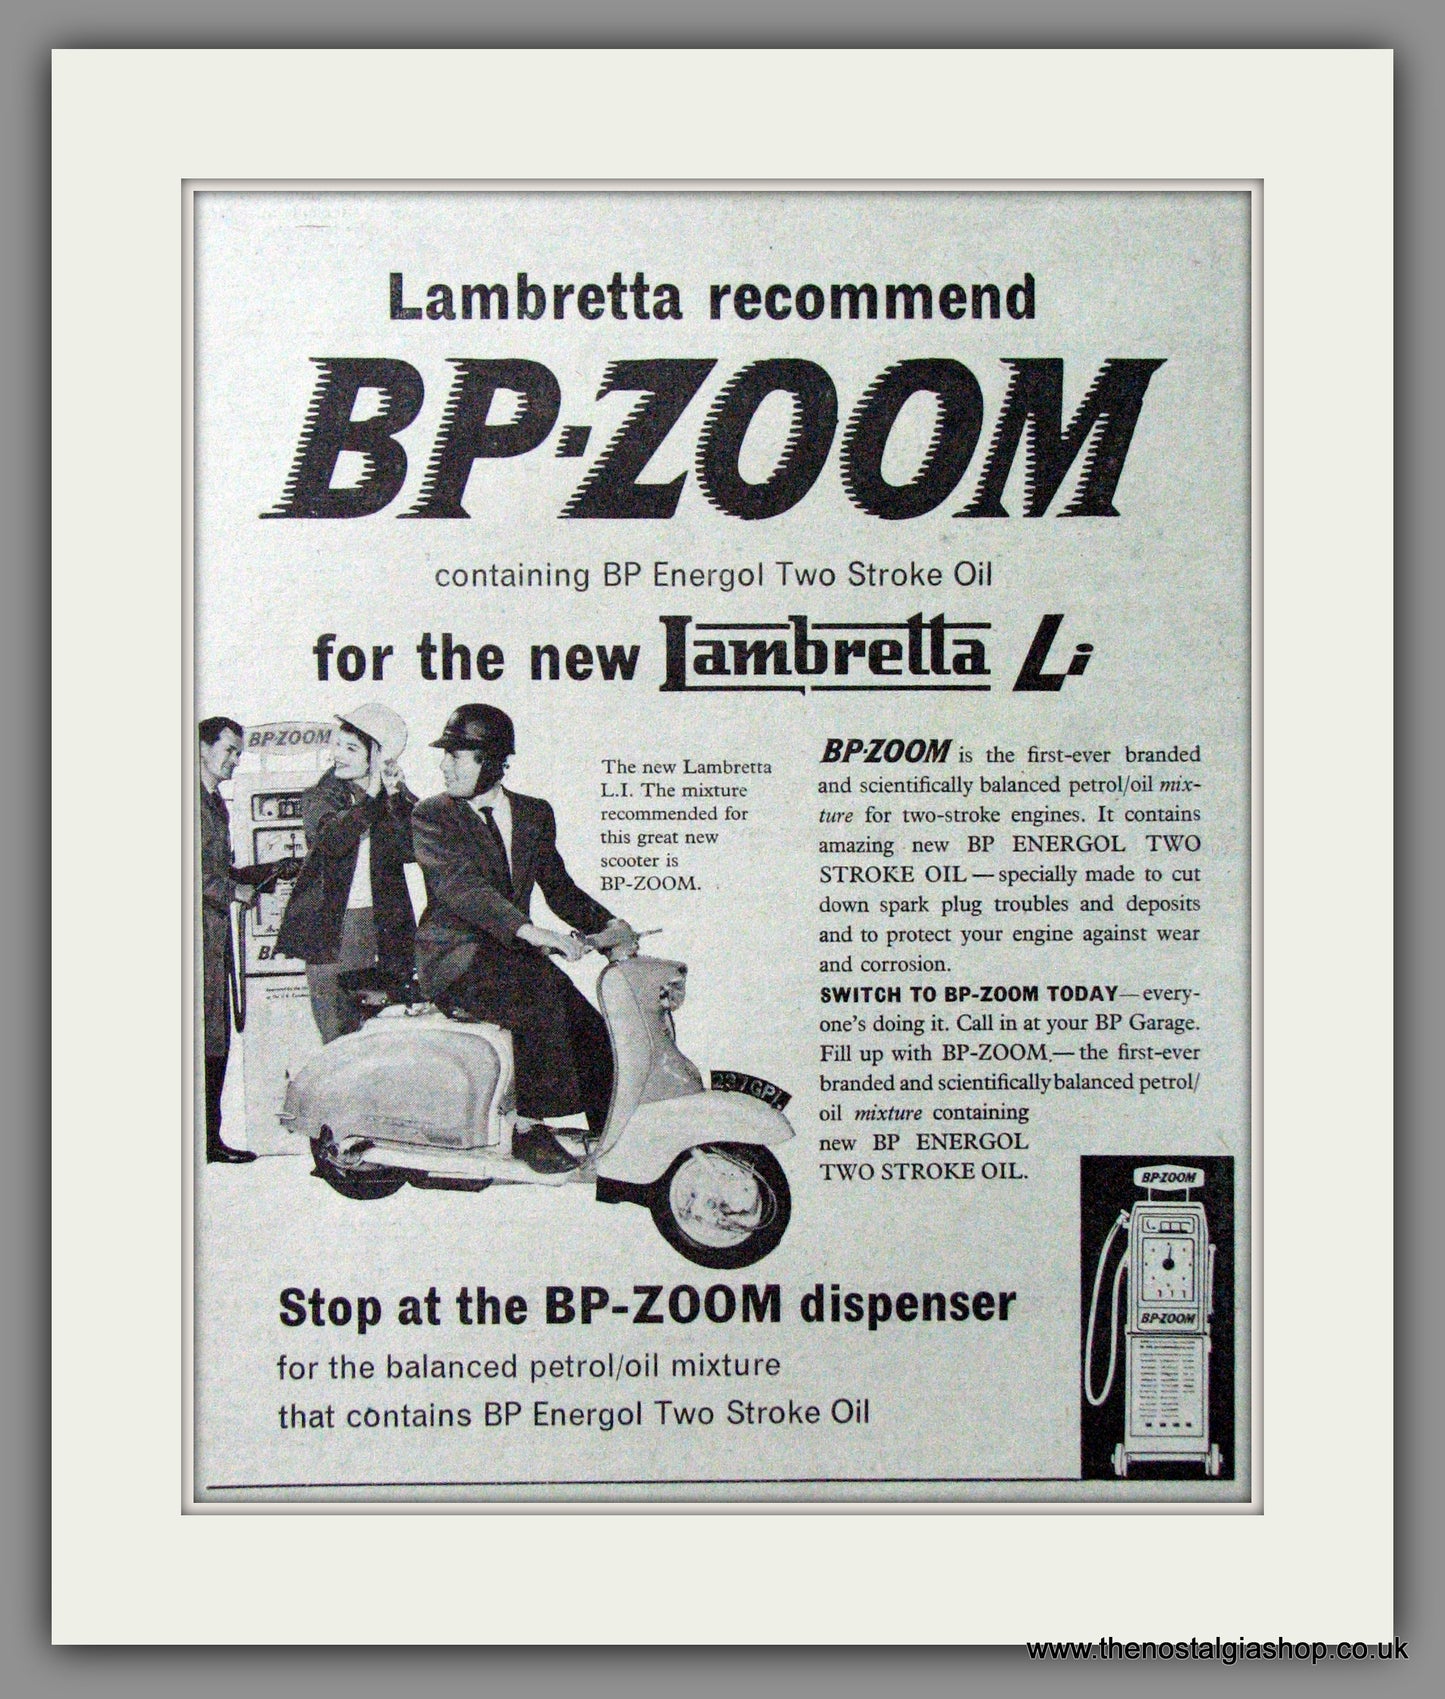 Lambretta recommend
BP-ZOOM
containing BP Energol Two Stroke Oil
for the new Lambretta Li
BP-ZOOM
The new Lambretta
L.I. The mixture
recommended for
this great new
scooter is
BP-ZOOM.
BP-ZOOM is the first-ever branded
and scientifically balanced petrol/oil mix-
ture for two-stroke engines. It contains
amazing new BP ENERGOL TWO
STROKE OIL—specially made to cut
down spark plug troubles and deposits
and to protect your engine against wear
and corrosion.
SWITCH TO BP-ZOOM TODAY—every-
one's doing it. Call in at your BP Garage.
Fill up with BP-ZOOM.—the first-ever
branded and scientifically balanced petrol/
oil mixture containing
new BP ENERGOL
TWO STROKE OIL.
BP-ZOOM
BP-ZOOM
Stop at the BP-ZOOM dispenser
for the balanced petrol/oil mixture
that contains BP Energol Two Stroke Oil
www.thenostalgiashop.co.uk